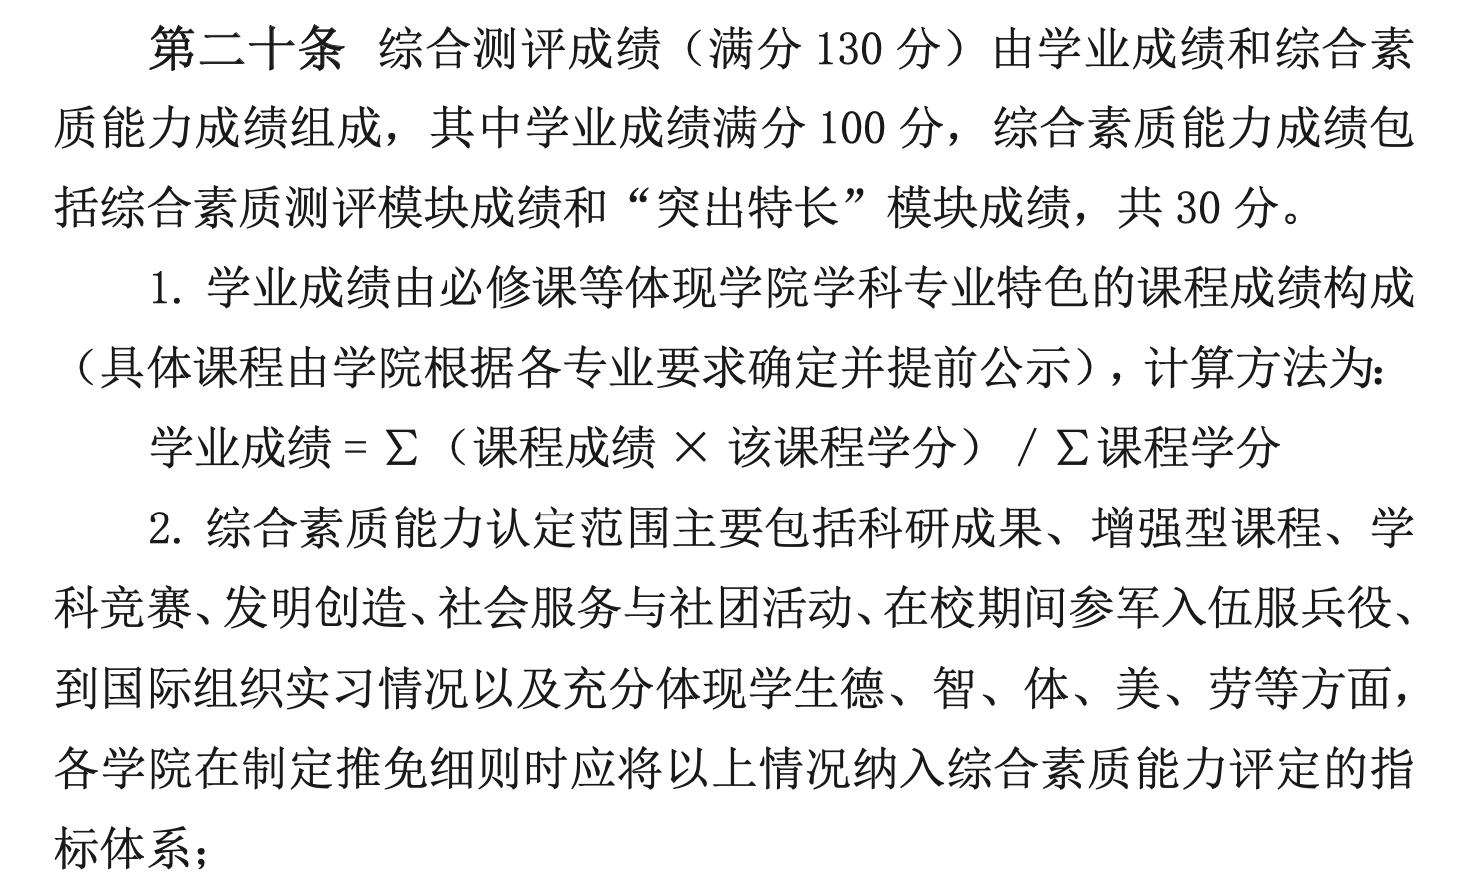 第二十条 综合测评成绩（满分 130 分）由学业成绩和综合素
质能力成绩组成，其中学业成绩满分 100 分，综合素质能力成绩包
括综合素质测评模块成绩和“突出特长”模块成绩，共 30 分。
1. 学业成绩由必修课等体现学院学科专业特色的课程成绩构成
（具体课程由学院根据各专业要求确定并提前公示），计算方法为：
学业成绩 = ∑（课程成绩 × 该课程学分） / ∑课程学分
2. 综合素质能力认定范围主要包括科研成果、增强型课程、学
科竞赛、发明创造、社会服务与社团活动、在校期间参军入伍服兵役、
到国际组织实习情况以及充分体现学生德、智、体、美、劳等方面，
各学院在制定推免细则时应将以上情况纳入综合素质能力评定的指
标体系；